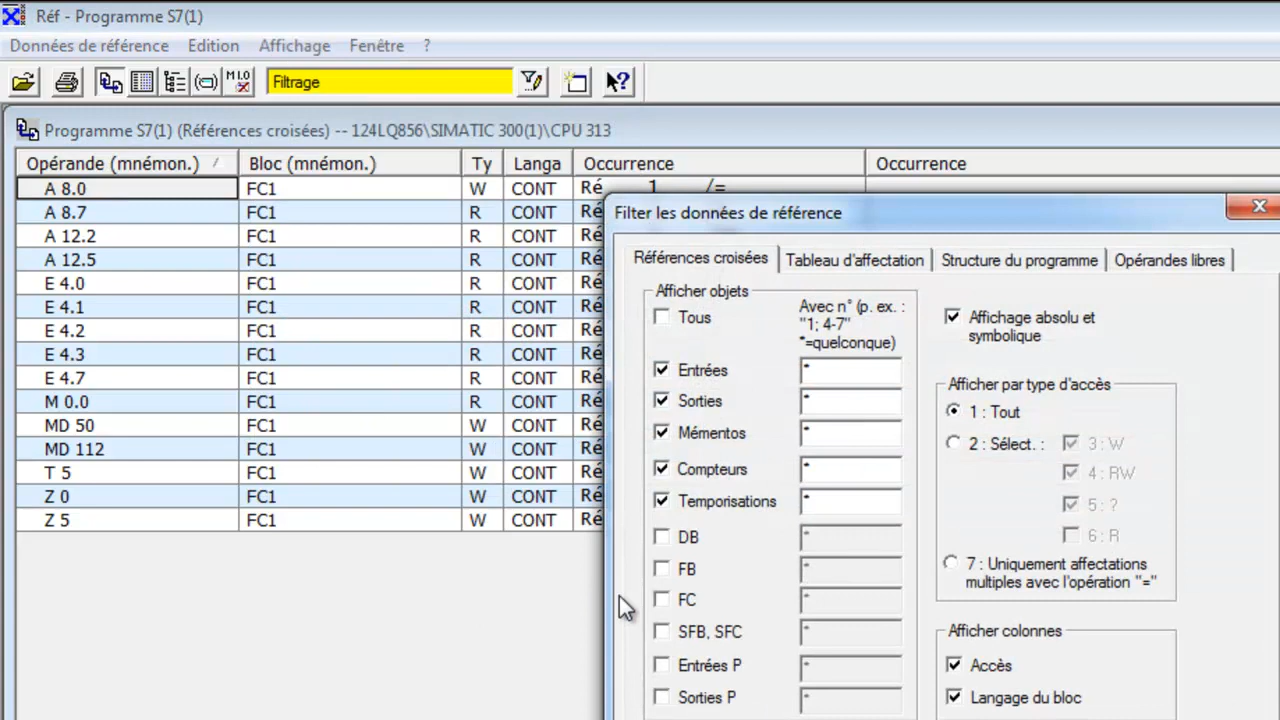 Réf - Programme S7(1)
Données de référence Edition Affichage Fenêtre ?
M I.O Filtrage
Programme S7(1) (Références croisées) -- 124LQ856\SIMATIC 300(1)\CPU 313
Opérande (mnémon.) / Bloc (mnémon.) Ty Langa Occurrence Occurrence
A 8.0 FC1 W CONT Ré 1 /=
A 8.7 FC1 R CONT Ré
A 12.2 FC1 R CONT Ré
A 12.5 FC1 R CONT Ré
E 4.0 FC1 R CONT Ré
E 4.1 FC1 R CONT Ré
E 4.2 FC1 R CONT Ré
E 4.3 FC1 R CONT Ré
E 4.7 FC1 R CONT Ré
M 0.0 FC1 R CONT Ré
MD 50 FC1 W CONT Ré
MD 112 FC1 W CONT Ré
T 5 FC1 W CONT Ré
Z 0 FC1 W CONT Ré
Z 5 FC1 W CONT Ré
Filter les données de référence
Références croisées Tableau d'affectation Structure du programme Opérandes libres
Afficher objets
Tous
Avec n° (p. ex. :
"1; 4-7"
*=quelconque)
Entrées *
Sorties *
Mémentos *
Compteurs *
Temporisations *
DB *
FB *
FC *
SFB, SFC *
Entrées P *
Sorties P *
Affichage absolu et
symbolique
Afficher par type d'accès
1 : Tout
2 : Sélect. : 3 : W
4 : RW
5 : ?
6 : R
7 : Uniquement affectations
multiples avec l'opération "="
Afficher colonnes
Accès
Langage du bloc